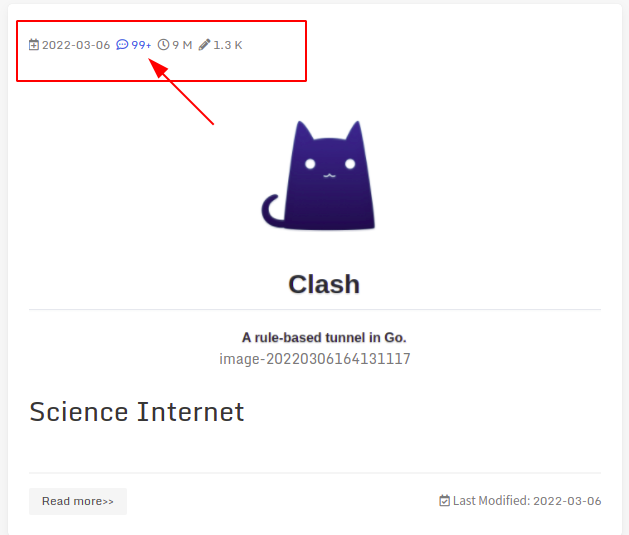 2022-03-06 99+ 9 M 1.3 K
Clash
A rule-based tunnel in Go.
image-20220306164131117
Science Internet
Read more>> Last Modified: 2022-03-06